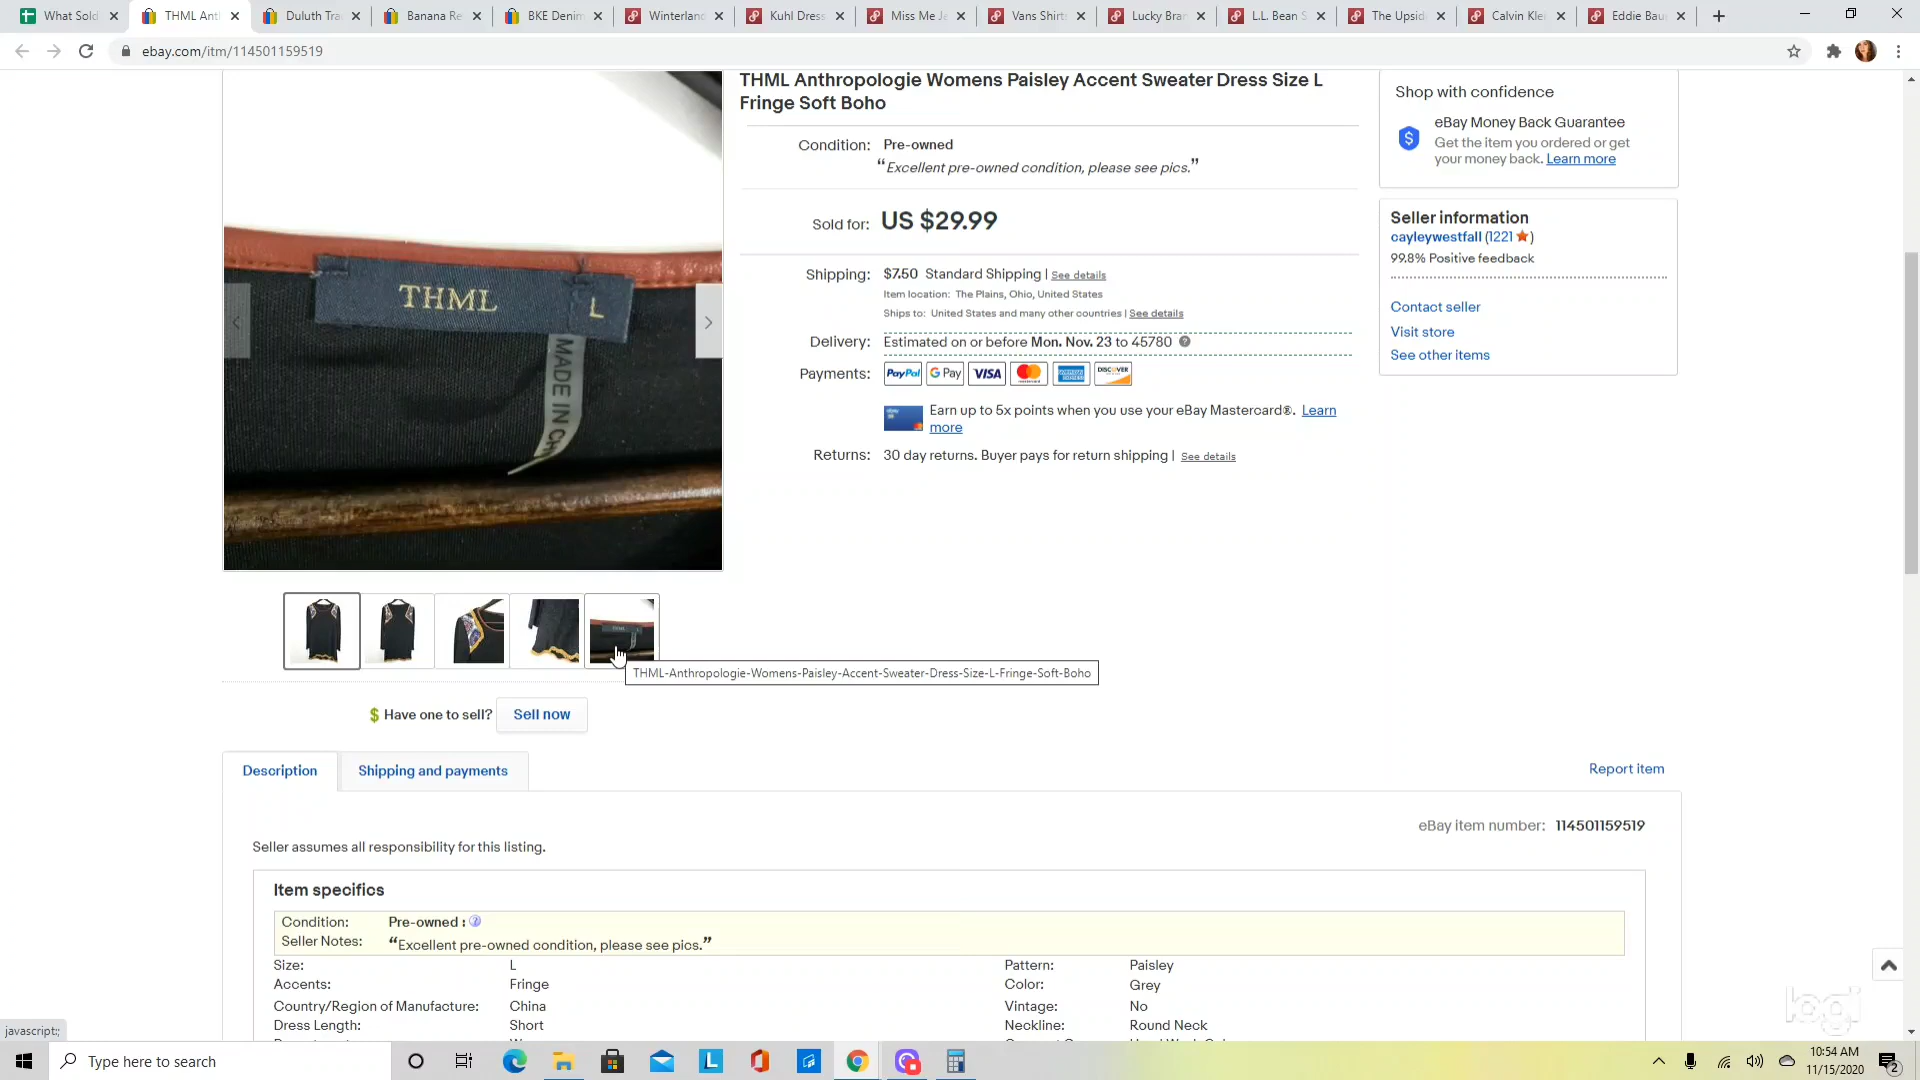 What Sold
THML Ant
Duluth Tra
Banana Re
BKE Denim
Winterland
Kuhl Dress
Miss Me Je
Vans Shirt
Lucky Bran
L.L. Bean S
The Upsid
Calvin Klei
Eddie Bau
ebay.com/itm/114501159519
THML Anthropologie Womens Paisley Accent Sweater Dress Size L
Fringe Soft Boho
Condition: Pre-owned
“Excellent pre-owned condition, please see pics.”
Sold for: US $29.99
Shipping: $7.50 Standard Shipping | See details
Item location: The Plains, Ohio, United States
Ships to: United States and many other countries | See details
Delivery: Estimated on or before Mon. Nov. 23 to 45780
Payments: PayPal G Pay VISA mastercard AMERICAN EXPRESS DISCOVER
Earn up to 5x points when you use your eBay Mastercard®. Learn
more
Returns: 30 day returns. Buyer pays for return shipping | See details
Shop with confidence
eBay Money Back Guarantee
Get the item you ordered or get
your money back. Learn more
Seller information
cayleywestfall (1221)
99.8% Positive feedback
Contact seller
Visit store
See other items
THML
L
MADE IN CH
THML-Anthropologie-Womens-Paisley-Accent-Sweater-Dress-Size-L-Fringe-Soft-Boho
$ Have one to sell? Sell now
Description
Shipping and payments
Report item
eBay item number: 114501159519
Seller assumes all responsibility for this listing.
Item specifics
Condition: Pre-owned :
Seller Notes: “Excellent pre-owned condition, please see pics.”
Size: L Pattern: Paisley
Accents: Fringe Color: Grey
Country/Region of Manufacture: China Vintage: No
Dress Length: Short Neckline: Round Neck
logi
javascript:;
Type here to search
10:54 AM
11/15/2020
2